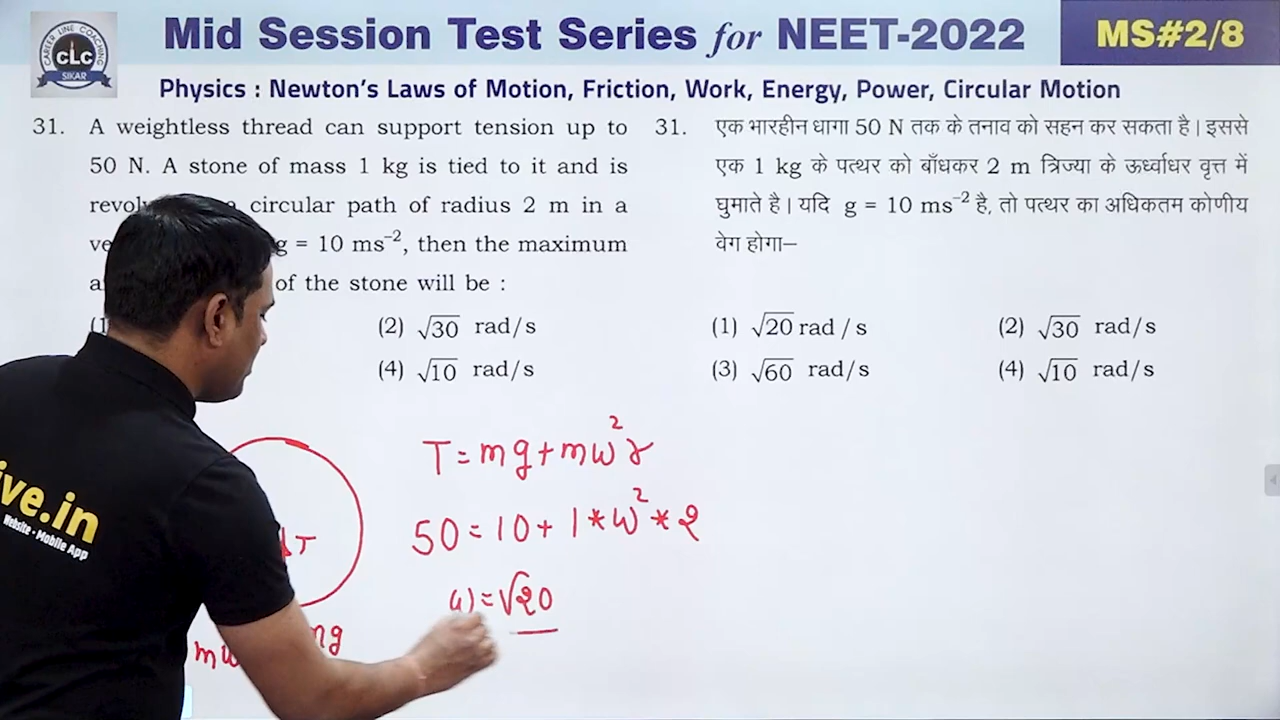 Mid Session Test Series for NEET-2022
MS#2/8
CAREER LINE COACHING
CLC
SIKAR
Physics : Newton's Laws of Motion, Friction, Work, Energy, Power, Circular Motion
31. A weightless thread can support tension up to
50 N. A stone of mass 1 kg is tied to it and is
circular path of radius 2 m in a
g = 10 ms⁻², then the maximum
of the stone will be :
(2) √30 rad/s
(4) √10 rad/s
31. एक भारहीन धागा 50 N तक के तनाव को सहन कर सकता है। इससे
एक 1 kg के पत्थर को बाँधकर 2 m त्रिज्या के ऊर्ध्वाधर वृत्त में
घुमाते है। यदि g = 10 ms⁻² है, तो पत्थर का अधिकतम कोणीय
वेग होगा–
(1) √20 rad / s (2) √30 rad/s
(3) √60 rad/s (4) √10 rad/s
T = mg + mω²r
50 = 10 + 1 * ω² * 2
ω = √20
T
mg
ive.in
Website - Mobile App